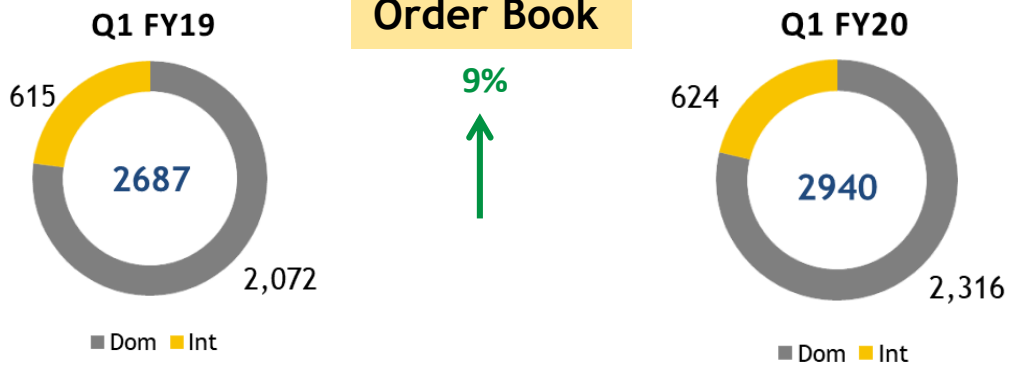 Order Book
9%
Q1 FY19
615
2687
2,072
Dom Int
Q1 FY20
624
2940
2,316
Dom Int